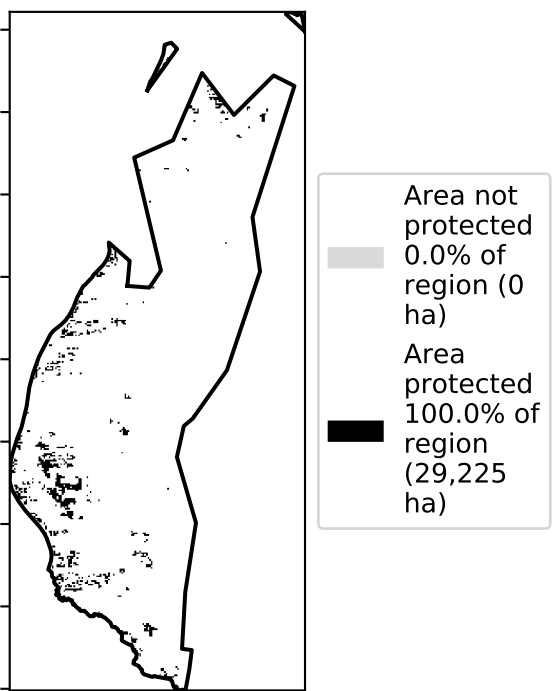 Area not
protected
0.0% of
region (0
ha)
Area
protected
100.0% of
region
(29,225
ha)